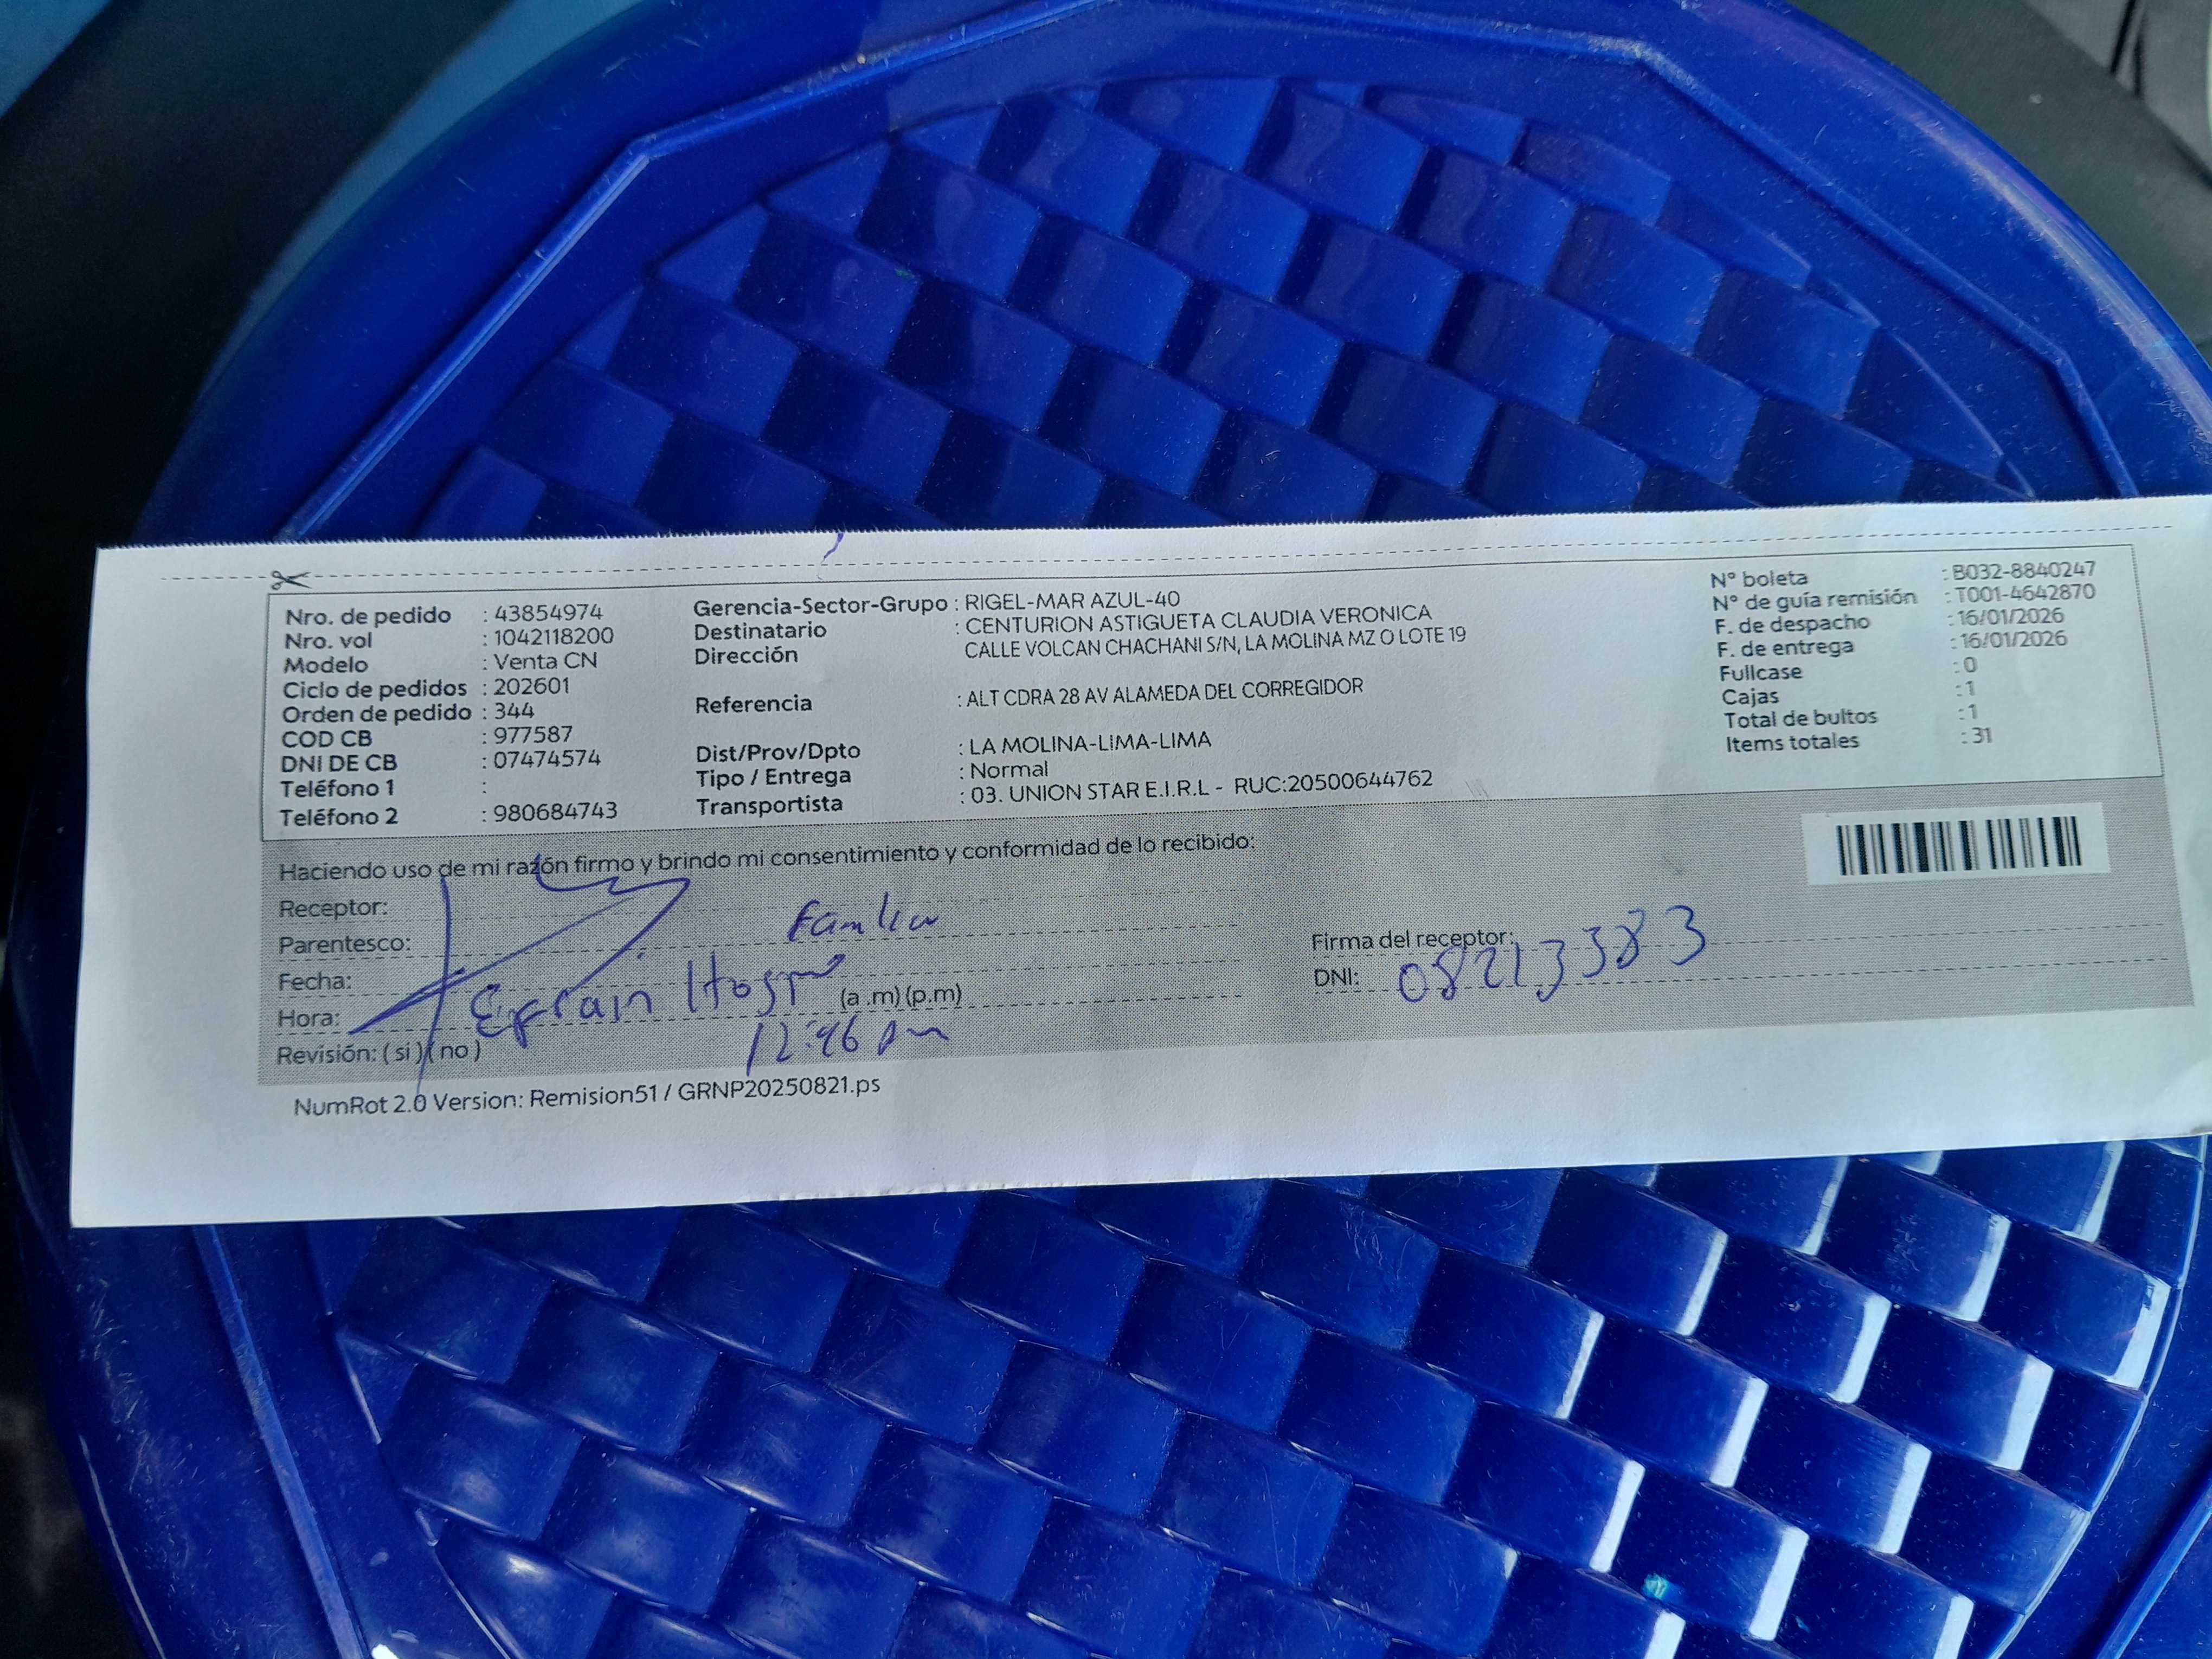 Nro. de pedido : 43854974
Nro. vol : 1042118200
Modelo : Venta CN
Ciclo de pedidos : 202601
Orden de pedido : 344
COD CB : 977587
DNI DE CB : 07474574
Teléfono 1 :
Teléfono 2 : 980684743
Gerencia-Sector-Grupo : RIGEL-MAR AZUL-40
Destinatario : CENTURION ASTIGUETA CLAUDIA VERONICA
Dirección CALLE VOLCAN CHACHANI S/N, LA MOLINA MZ O LOTE 19
Referencia : ALT CDRA 28 AV ALAMEDA DEL CORREGIDOR
Dist/Prov/Dpto : LA MOLINA-LIMA-LIMA
Tipo / Entrega : Normal
Transportista : 03. UNION STAR E.I.R.L - RUC:20500644762
N° boleta : B032-8840247
N° de guía remisión : T001-4642870
F. de despacho : 16/01/2026
F. de entrega : 16/01/2026
Fullcase : 0
Cajas : 1
Total de bultos : 1
Items totales : 31
Haciendo uso de mi razón firmo y brindo mi consentimiento y conformidad de lo recibido:
Receptor:
Parentesco:
Fecha:
Efrain
Hora: (a.m)(p.m)
12:46 pm
Revisión: ( si ) ( no )
Firma del receptor:
DNI: 08213383
NumRot 2.0 Version: Remision51 / GRNP20250821.ps